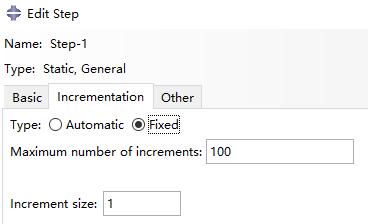 Edit Step
Name: Step-1
Type: Static, General
Basic Incrementation Other
Type: Automatic Fixed
Maximum number of increments: 100
Increment size: 1